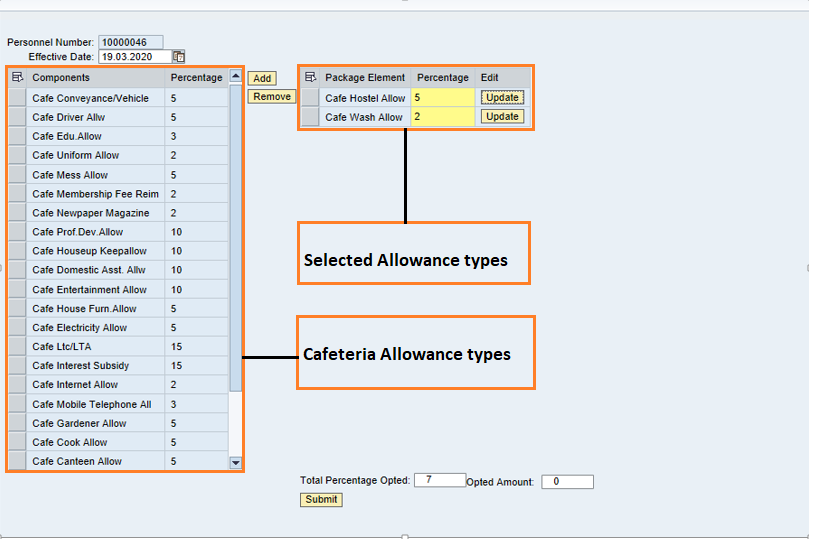 Personnel Number: 10000046
Effective Date: 19.03.2020
Components Percentage
Cafe Conveyance/Vehicle 5
Cafe Driver Allw 5
Cafe Edu.Allow 3
Cafe Uniform Allow 2
Cafe Mess Allow 5
Cafe Membership Fee Reim 2
Cafe Newpaper Magazine 2
Cafe Prof.Dev.Allow 10
Cafe Houseup Keepallow 10
Cafe Domestic Asst. Allw 10
Cafe Entertainment Allow 10
Cafe House Furn.Allow 5
Cafe Electricity Allow 5
Cafe Ltc/LTA 15
Cafe Interest Subsidy 15
Cafe Internet Allow 2
Cafe Mobile Telephone All 3
Cafe Gardener Allow 5
Cafe Cook Allow 5
Cafe Canteen Allow 5
Add
Remove
Package Element Percentage Edit
Cafe Hostel Allow 5 Update
Cafe Wash Allow 2 Update
Selected Allowance types
Cafeteria Allowance types
Total Percentage Opted: 7 Opted Amount: 0
Submit